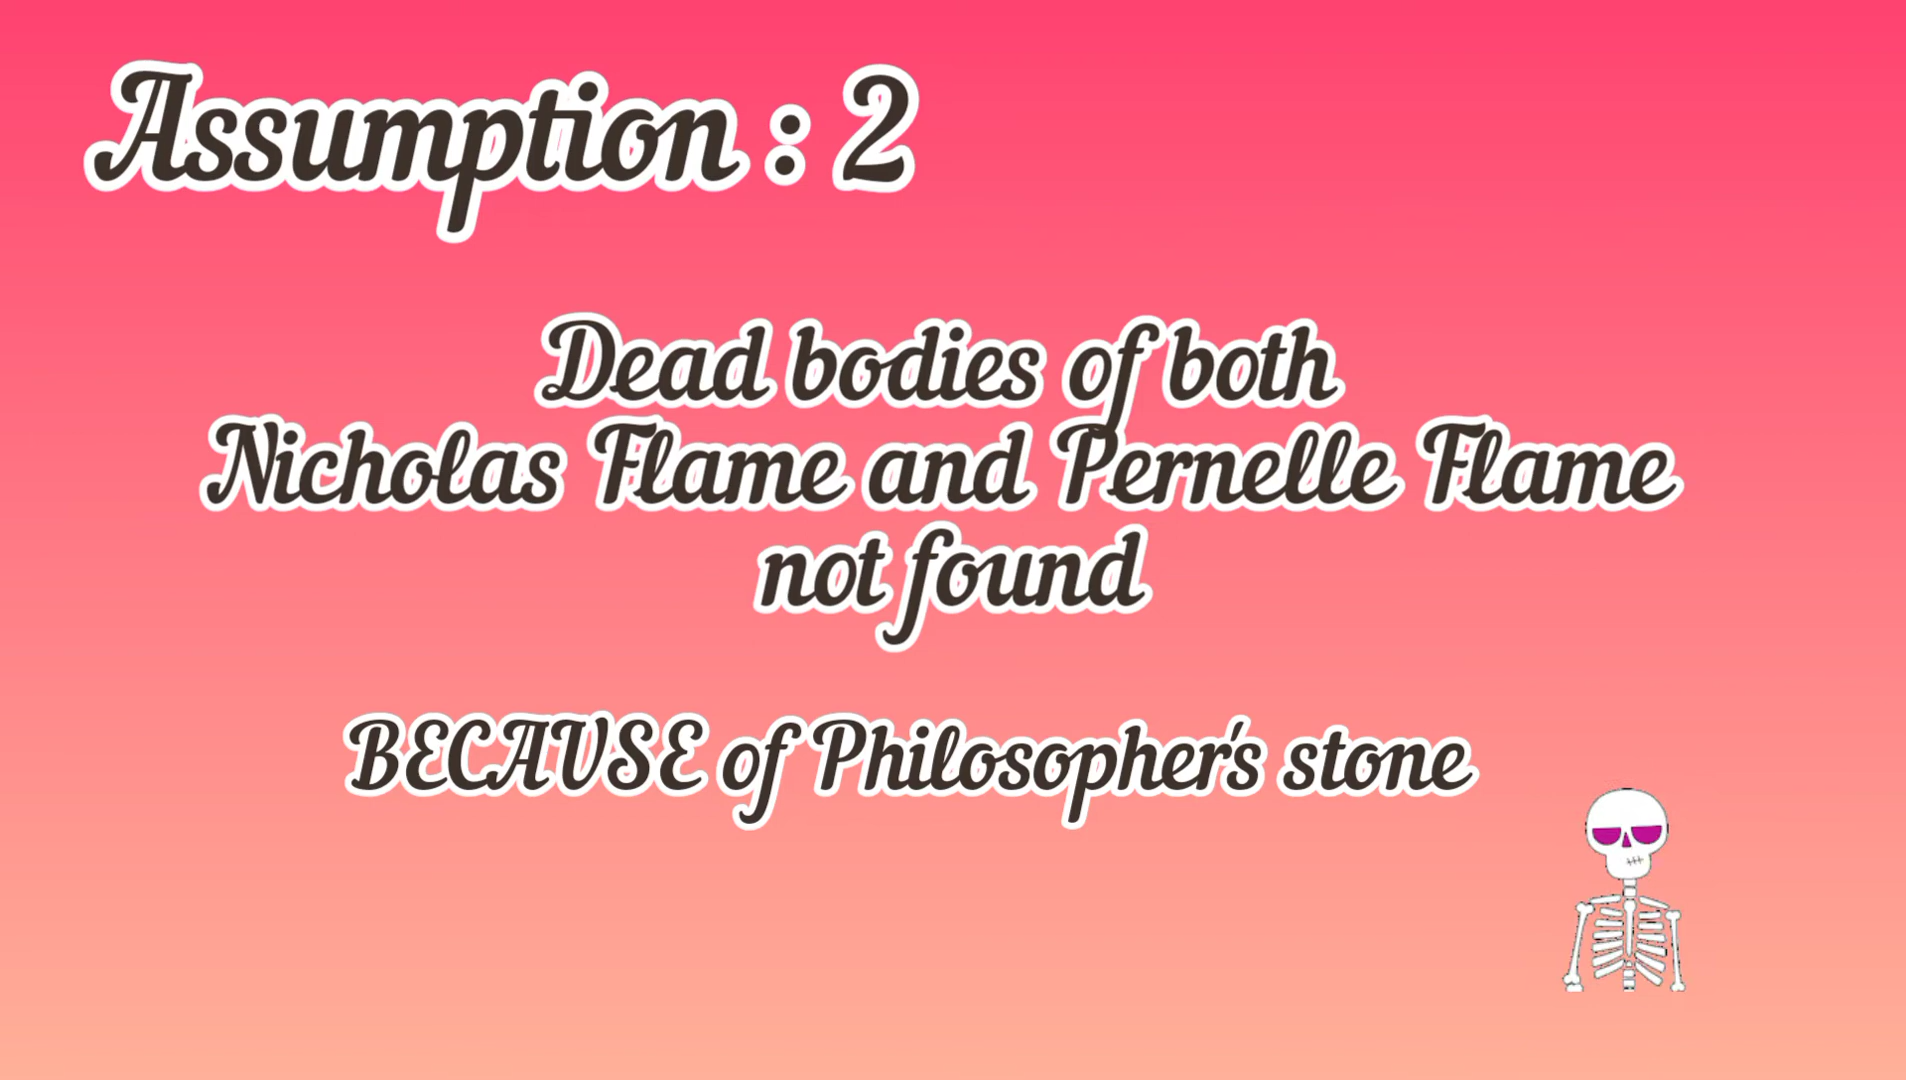 Assumption : 2
Dead bodies of both
Nicholas Flame and Pernelle Flame
not found
BECAUSE of Philosopher's stone